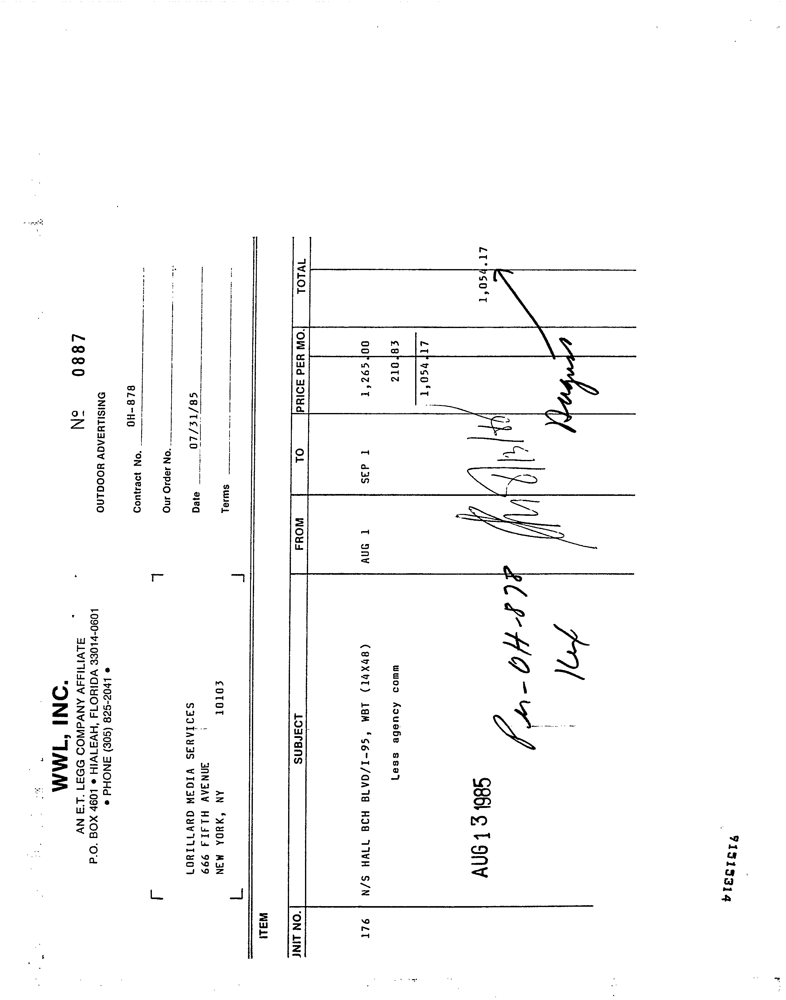 WWL, INC.
AN E.T. LEGG COMPANY AFFILIATE
P.O. BOX 4601 • HIALEAH, FLORIDA 33014-0601
• PHONE (305) 825-2041 •
Nº 0887
OUTDOOR ADVERTISING
Contract No. OH-878
Our Order No.
Date 07/31/85
Terms
LORILLARD MEDIA SERVICES
666 FIFTH AVENUE
NEW YORK, NY 10103
ITEM
UNIT NO. SUBJECT FROM TO PRICE PER MO. TOTAL
176 N/S HALL BCH BLVD/I-95, WBT (14X48) AUG 1 SEP 1 1,265.00
Less agency comm 210.83
1,054.17
1,054.17
AUG 13 1985
Per-OH-878
91515314